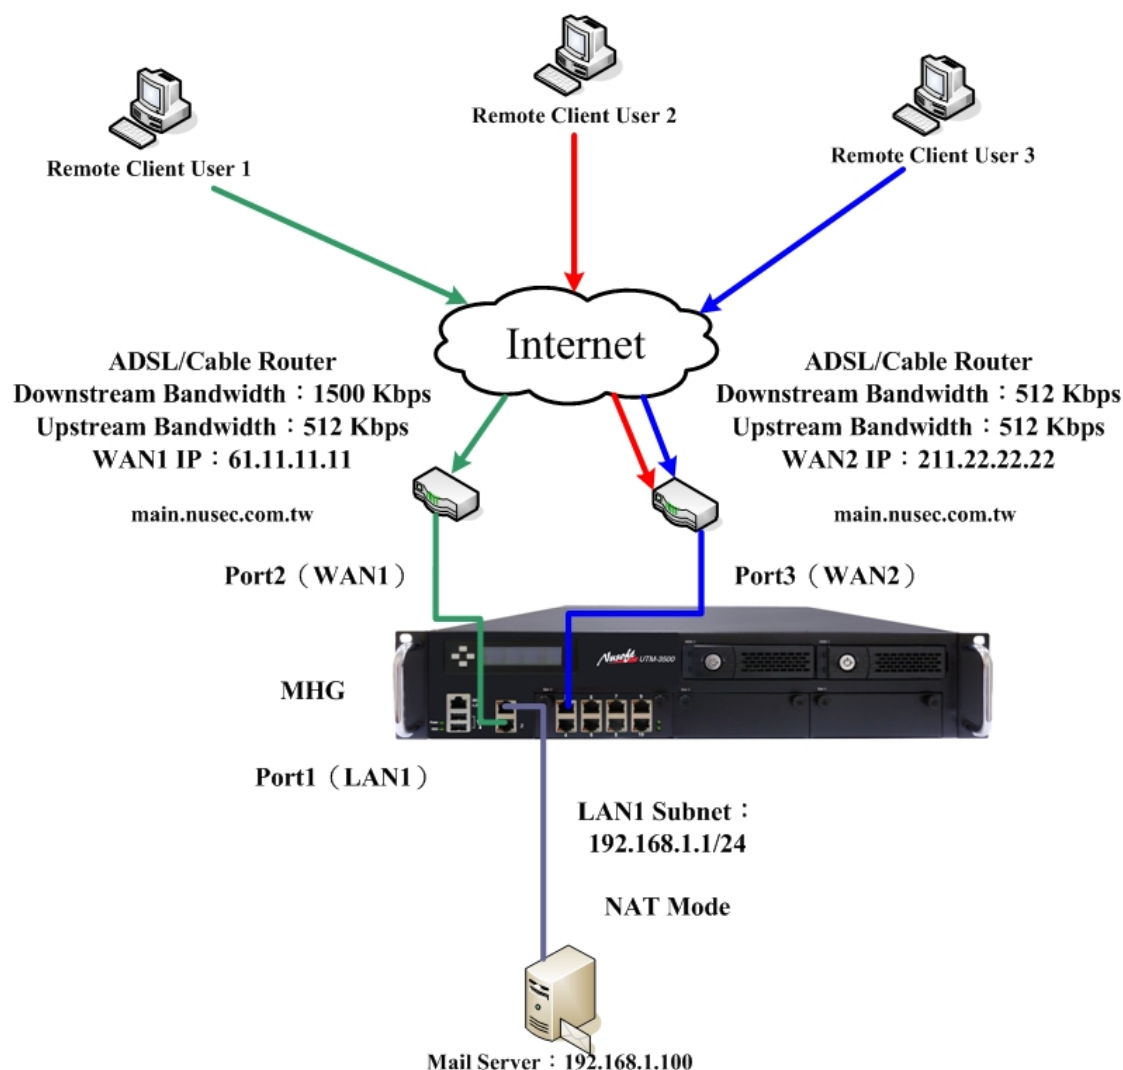 Remote Client User 2
Remote Client User 1
Remote Client User 3
Internet
ADSL/Cable Router
Downstream Bandwidth：1500 Kbps
Upstream Bandwidth：512 Kbps
WAN1 IP：61.11.11.11
main.nusec.com.tw
ADSL/Cable Router
Downstream Bandwidth：512 Kbps
Upstream Bandwidth：512 Kbps
WAN2 IP：211.22.22.22
main.nusec.com.tw
Port2（WAN1）
Port3（WAN2）
Nusoft UTM-3500
MHG
Port1（LAN1）
LAN1 Subnet：
192.168.1.1/24
NAT Mode
Mail Server：192.168.1.100